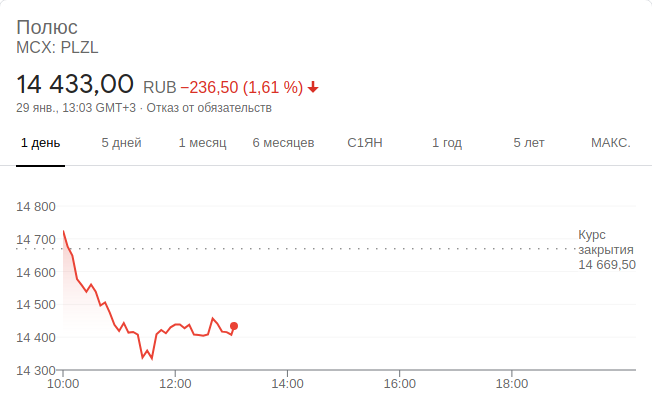 Полюс
MCX: PLZL
14 433,00 RUB −236,50 (1,61 %)
29 янв., 13:03 GMT+3 · Отказ от обязательств
1 день 5 дней 1 месяц 6 месяцев С1ЯН 1 год 5 лет МАКС.
14 800
14 700
14 600
14 500
14 400
14 300
Курс
закрытия
14 669,50
10:00 12:00 14:00 16:00 18:00